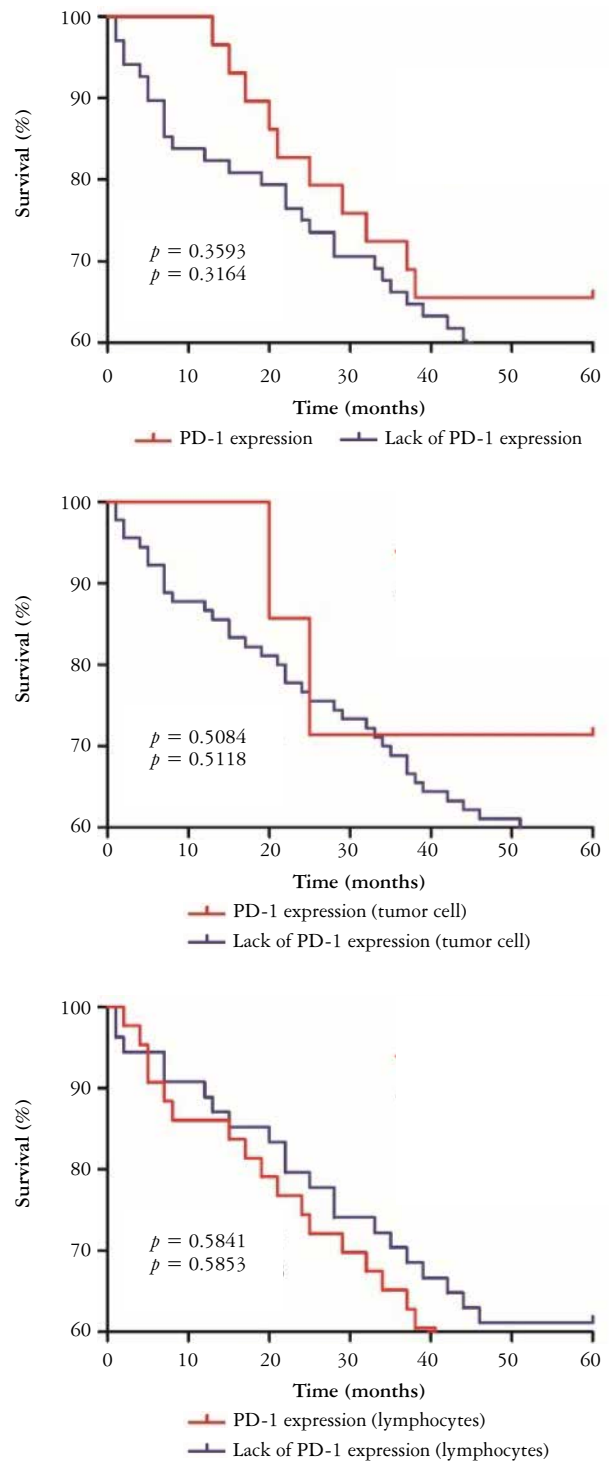 100
90
80
70
60
Survival (%)
p = 0.3593
p = 0.3164
0 10 20 30 40 50 60
Time (months)
PD-1 expression Lack of PD-1 expression
100
90
80
70
60
Survival (%)
p = 0.5084
p = 0.5118
0 10 20 30 40 50 60
Time (months)
PD-1 expression (tumor cell)
Lack of PD-1 expression (tumor cell)
100
90
80
70
60
Survival (%)
p = 0.5841
p = 0.5853
0 10 20 30 40 50 60
Time (months)
PD-1 expression (lymphocytes)
Lack of PD-1 expression (lymphocytes)